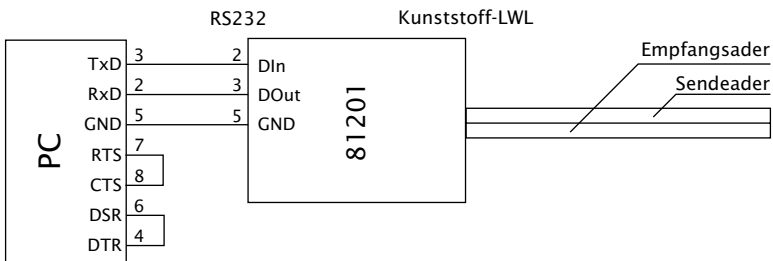 RS232 Kunststoff-LWL
Empfangsader
Sendeader
TxD 3 2 DIn
RxD 2 3 DOut
GND 5 5 GND
RTS 7
CTS 8
DSR 6
DTR 4
PC
81201